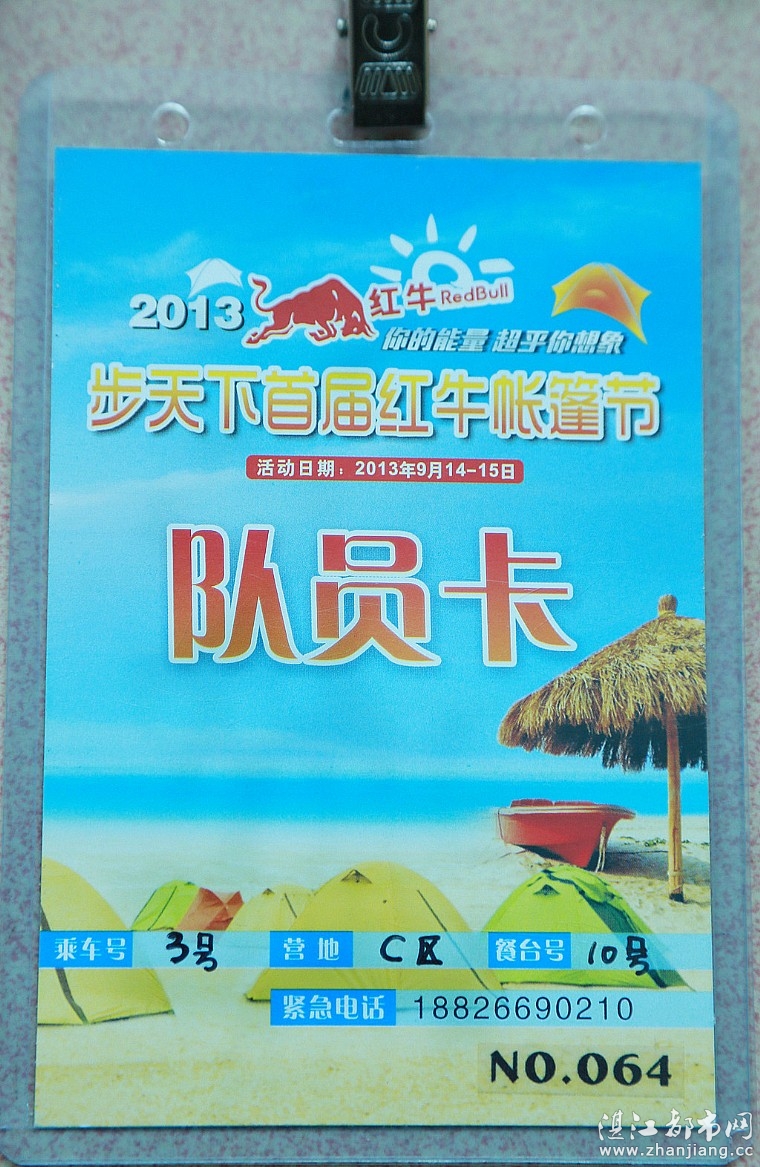 2013 红牛 RedBull
你的能量 超乎你想象
步天下首届红牛帐篷节
活动日期：2013年9月14-15日
队员卡
乘车号 3号 营地 C区 餐台号 10号
紧急电话 18826690210
NO.064
湛江都市网
www.zhanjiang.cc